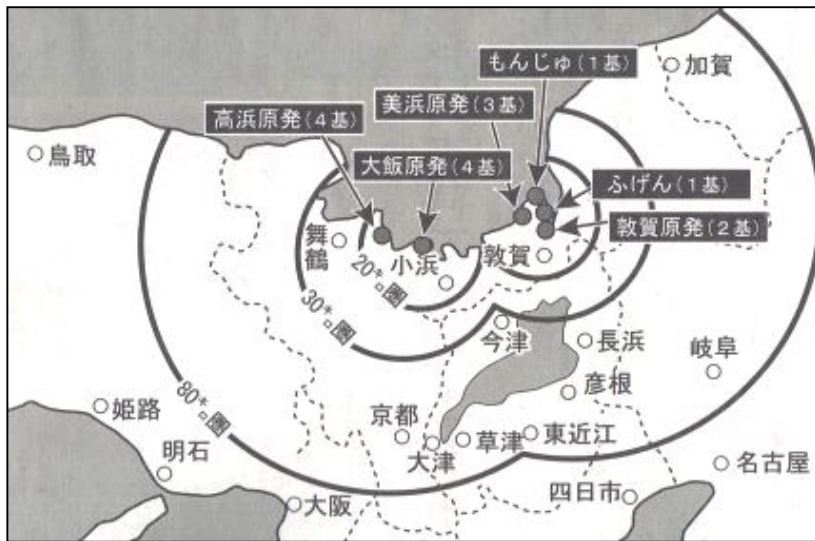 もんじゅ(1基)
加賀
美浜原発(3基)
高浜原発(4基)
鳥取
大飯原発(4基)
ふげん(1基)
敦賀原発(2基)
舞鶴
小浜
敦賀
20㌔圏
30㌔圏
今津
長浜
岐阜
彦根
80㌔圏
姫路
京都
大津
草津
東近江
明石
名古屋
大阪
四日市